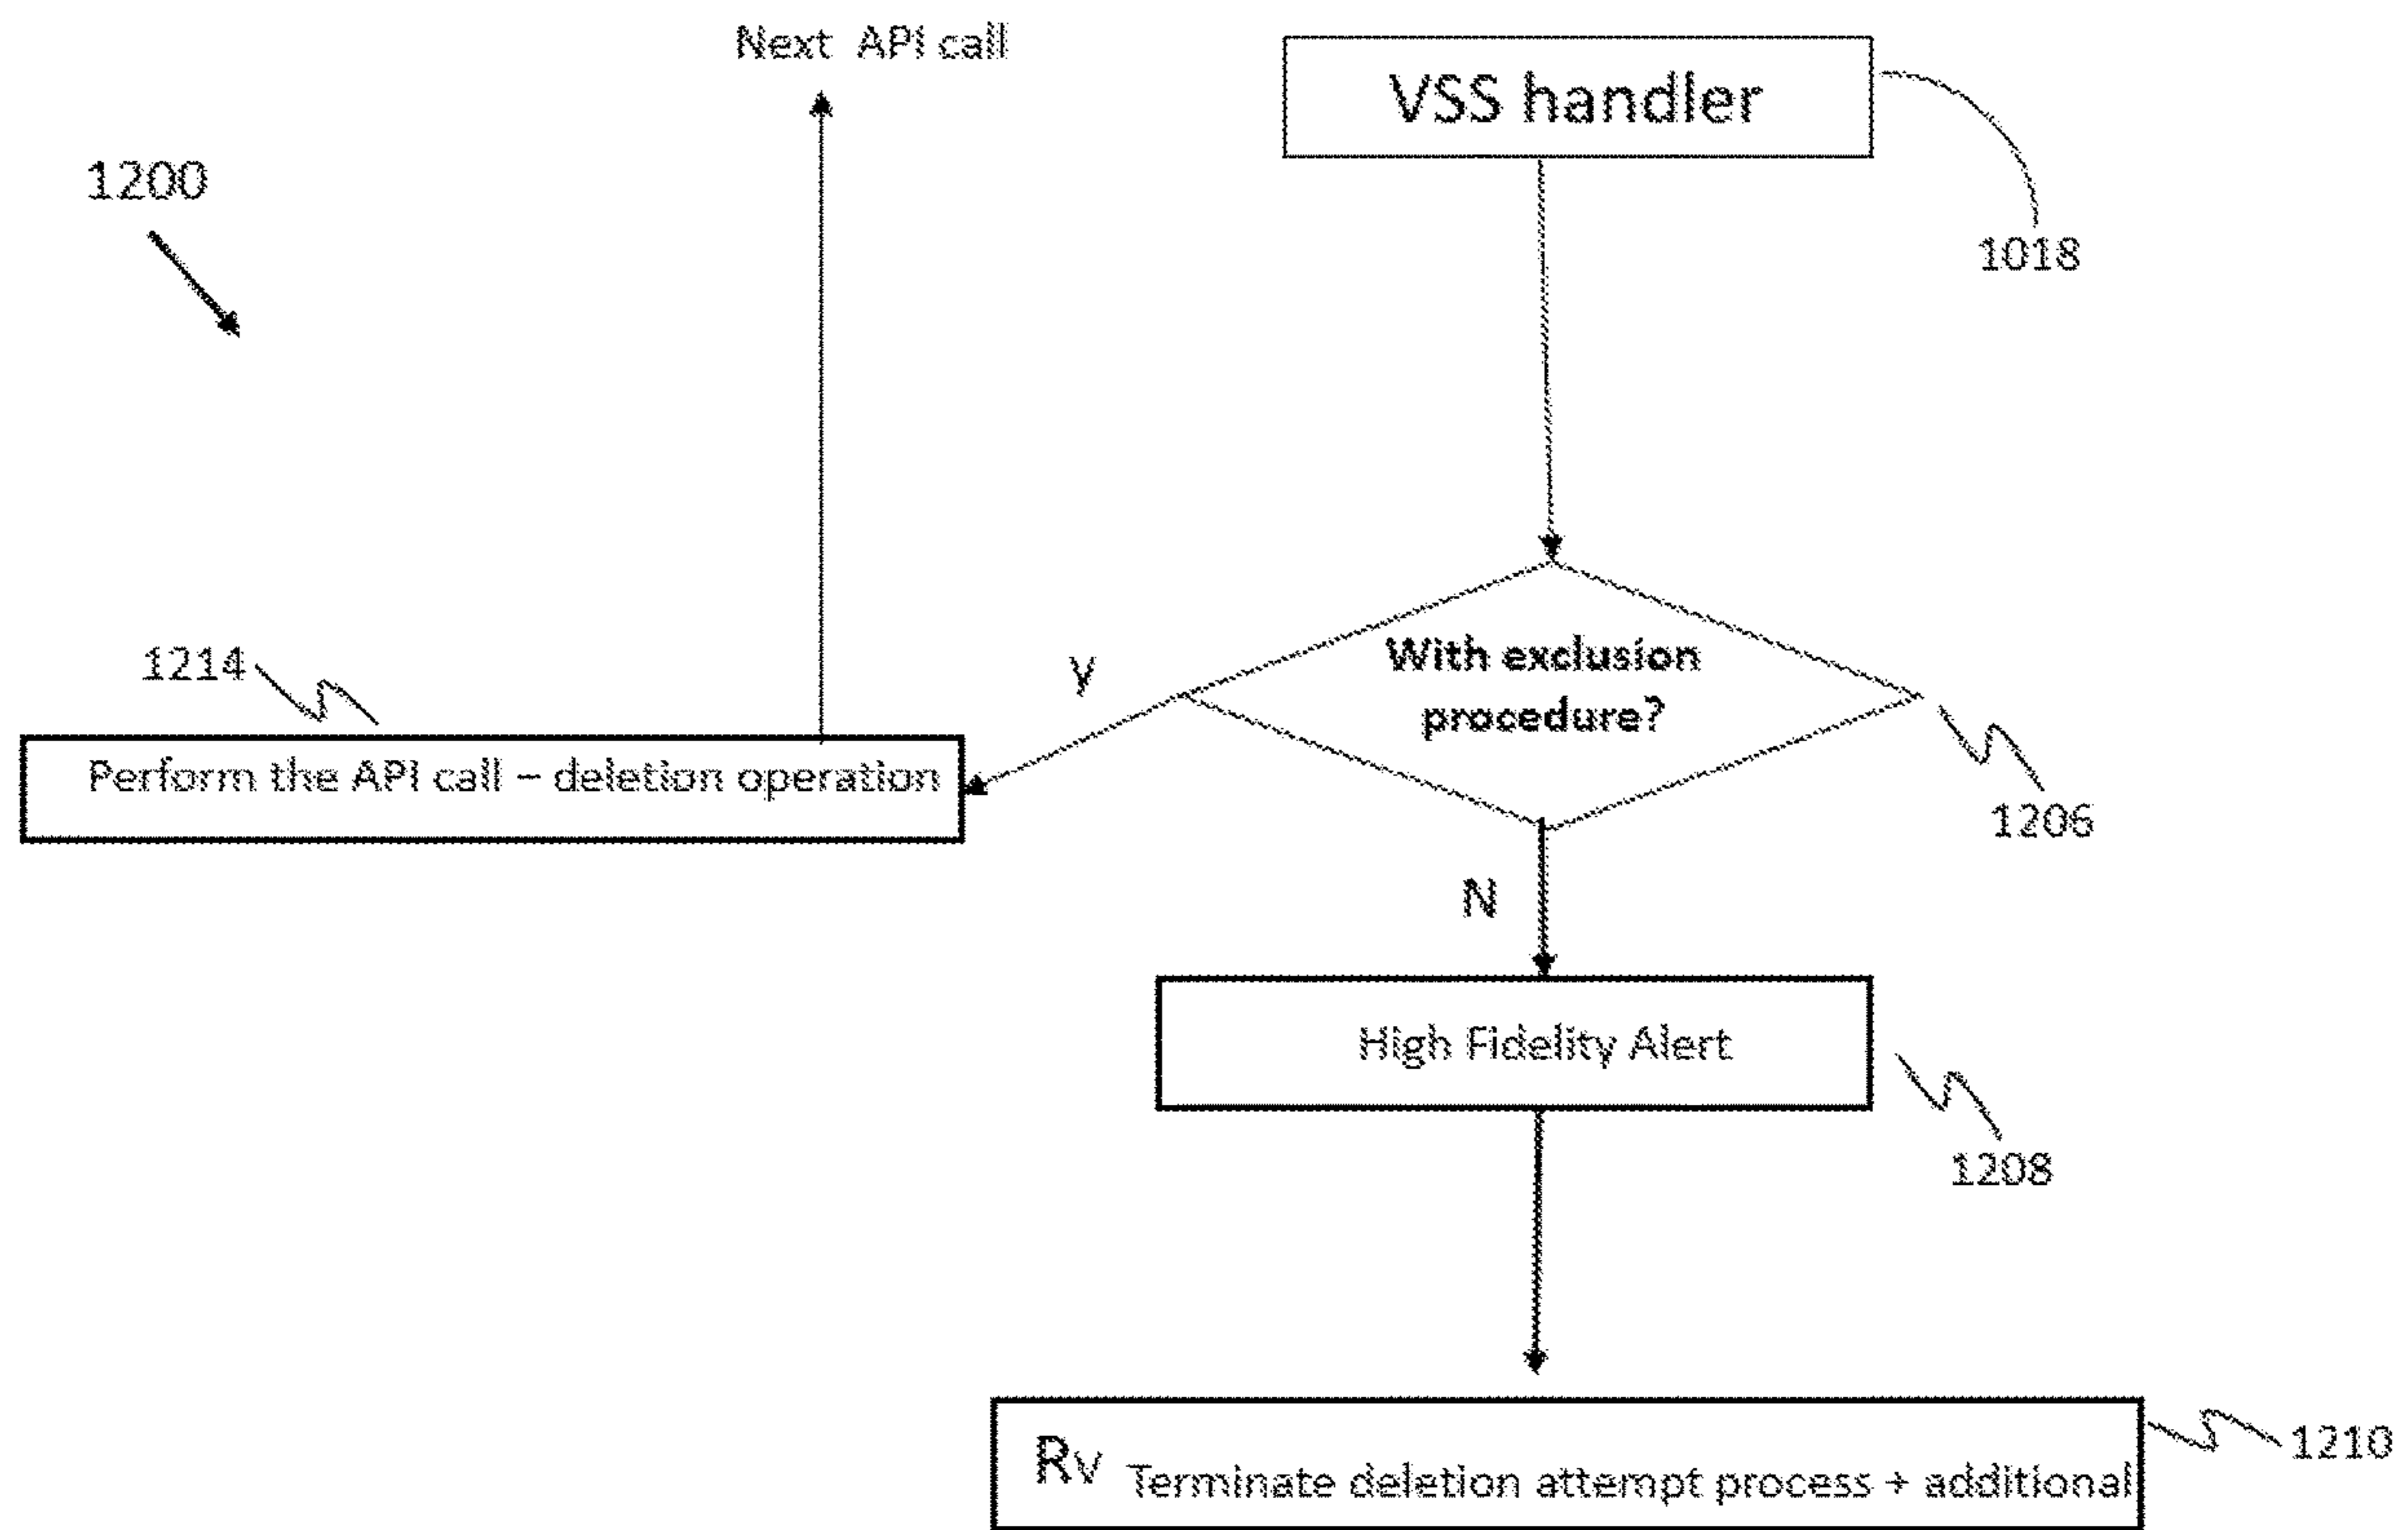 Next API call
VSS handler
1200
1018
1214
y
With exclusion
procedure?
Perform the API call – deletion operation
1206
N
High Fidelity Alert
1208
1210
Rv Terminate deletion attempt process + additional